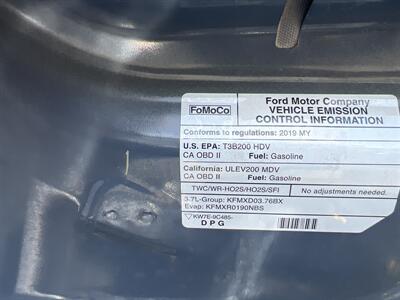 FoMoCo
Ford Motor Company
VEHICLE EMISSION
CONTROL INFORMATION
Conforms to regulations: 2019 MY
U.S. EPA: T3B200 HDV
CA OBD II Fuel: Gasoline
California: ULEV200 MDV
CA OBD II Fuel: Gasoline
TWC/WR-HO2S/HO2S/SFI No adjustments needed.
3.7L-Group: KFMXD03.76BX
Evap: KFMXR0190NBS
KW7E-9C485-
DPG